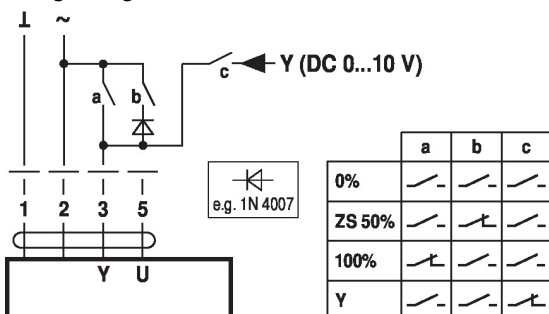 ⊥ ~
c Y (DC 0...10 V)
a b
e.g. 1N 4007
1 2 3 5
Y U
a b c
0%
ZS 50%
100%
Y